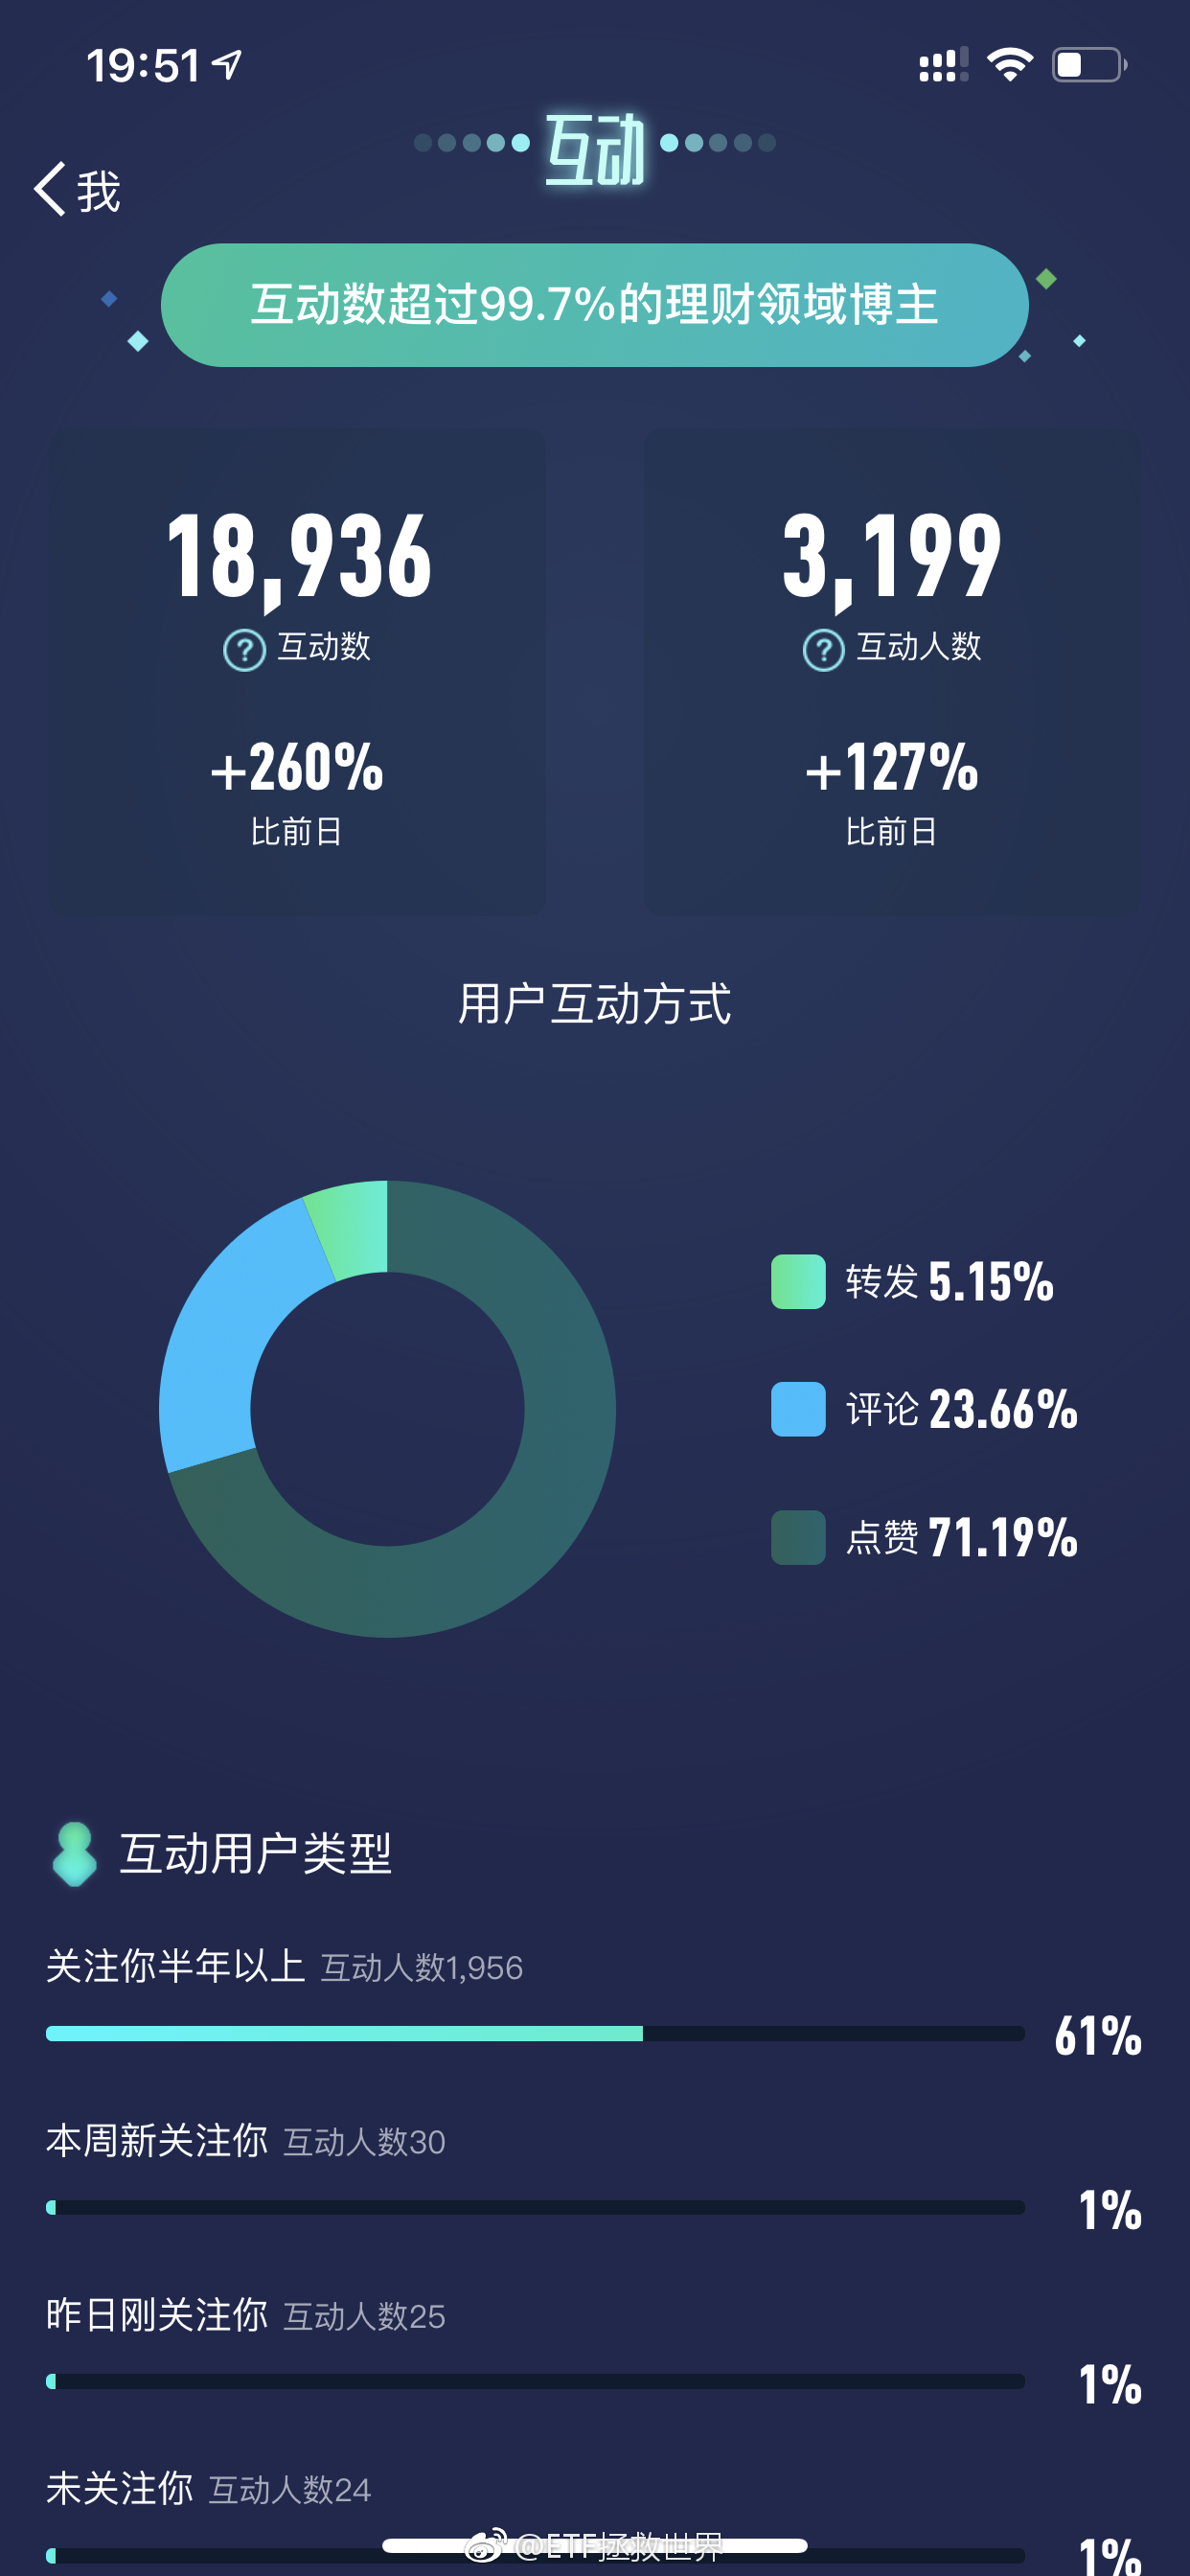 19:51
互动
我
互动数超过99.7%的理财领域博主
18,936
? 互动数
+260%
比前日
3,199
? 互动人数
+127%
比前日
用户互动方式
转发 5.15%
评论 23.66%
点赞 71.19%
互动用户类型
关注你半年以上 互动人数1,956
61%
本周新关注你 互动人数30
1%
昨日刚关注你 互动人数25
1%
未关注你 互动人数24
1%
@ETF拯救世界